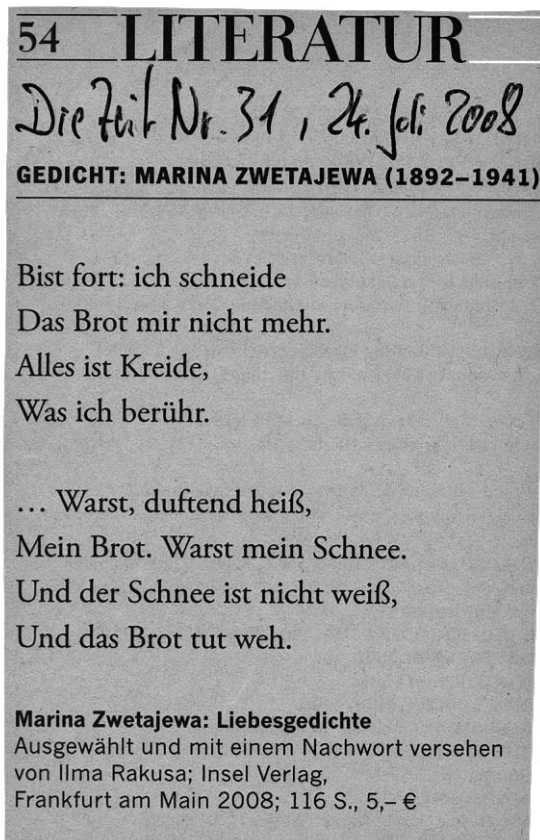 54 LITERATUR
Die Zeit Nr. 31, 24. Juli 2008
GEDICHT: MARINA ZWETAJEWA (1892–1941)
Bist fort: ich schneide
Das Brot mir nicht mehr.
Alles ist Kreide,
Was ich berühr.
… Warst, duftend heiß,
Mein Brot. Warst mein Schnee.
Und der Schnee ist nicht weiß,
Und das Brot tut weh.
Marina Zwetajewa: Liebesgedichte
Ausgewählt und mit einem Nachwort versehen
von Ilma Rakusa; Insel Verlag,
Frankfurt am Main 2008; 116 S., 5,– €